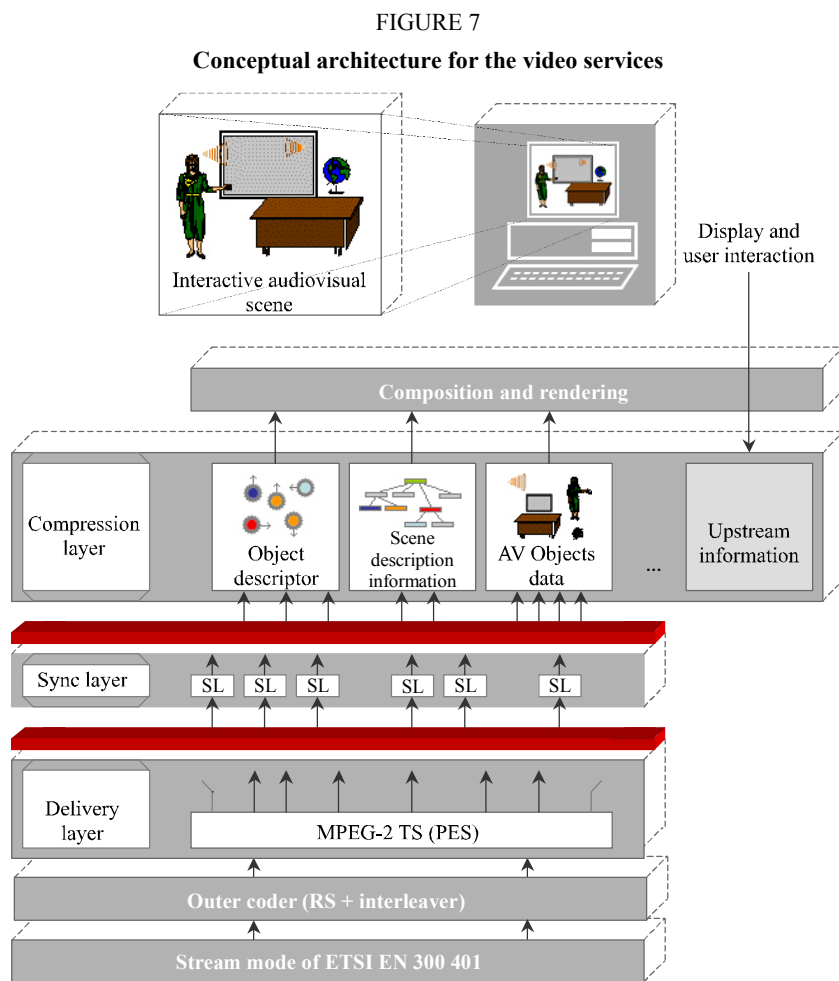 FIGURE 7
Conceptual architecture for the video services
Interactive audiovisual
scene
Display and
user interaction
Composition and rendering
Compression
layer
Object
descriptor
Scene
description
information
AV Objects
data
...
Upstream
information
Sync layer
SL
SL
SL
SL
SL
SL
Delivery
layer
MPEG-2 TS (PES)
Outer coder (RS + interleaver)
Stream mode of ETSI EN 300 401